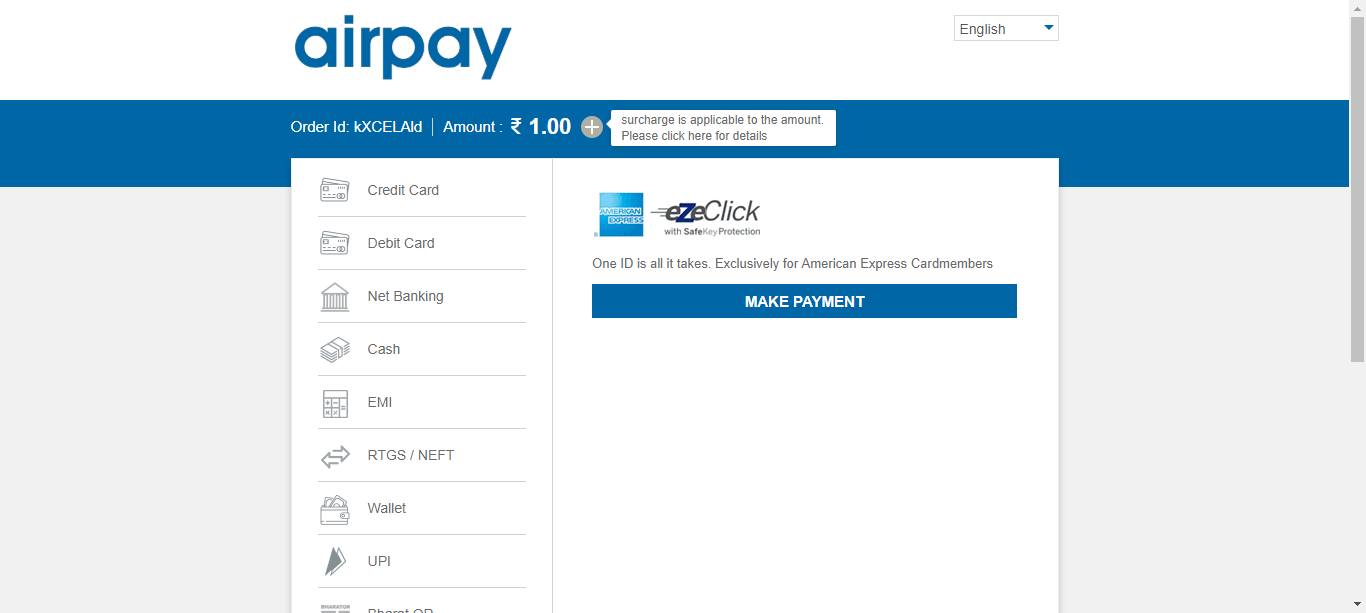 airpay
English
Order Id: kXCELAld | Amount : ₹ 1.00
surcharge is applicable to the amount.
Please click here for details
Credit Card
Debit Card
Net Banking
Cash
EMI
RTGS / NEFT
Wallet
UPI
Bharat QR
AMERICAN
EXPRESS
eZeClick
with SafeKey Protection
One ID is all it takes. Exclusively for American Express Cardmembers
MAKE PAYMENT